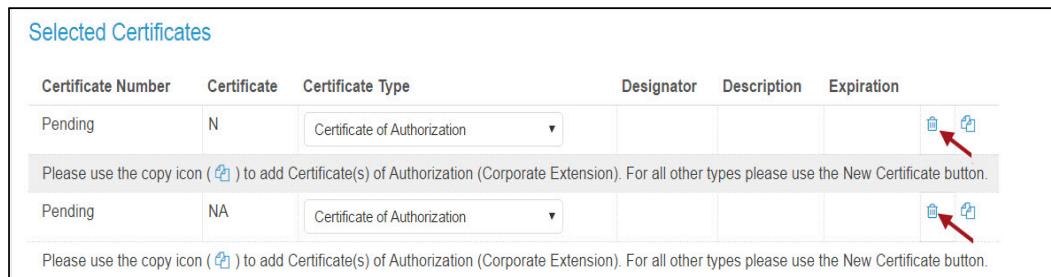 Selected Certificates
Certificate Number Certificate Certificate Type Designator Description Expiration
Pending N Certificate of Authorization
Please use the copy icon ( ) to add Certificate(s) of Authorization (Corporate Extension). For all other types please use the New Certificate button.
Pending NA Certificate of Authorization
Please use the copy icon ( ) to add Certificate(s) of Authorization (Corporate Extension). For all other types please use the New Certificate button.